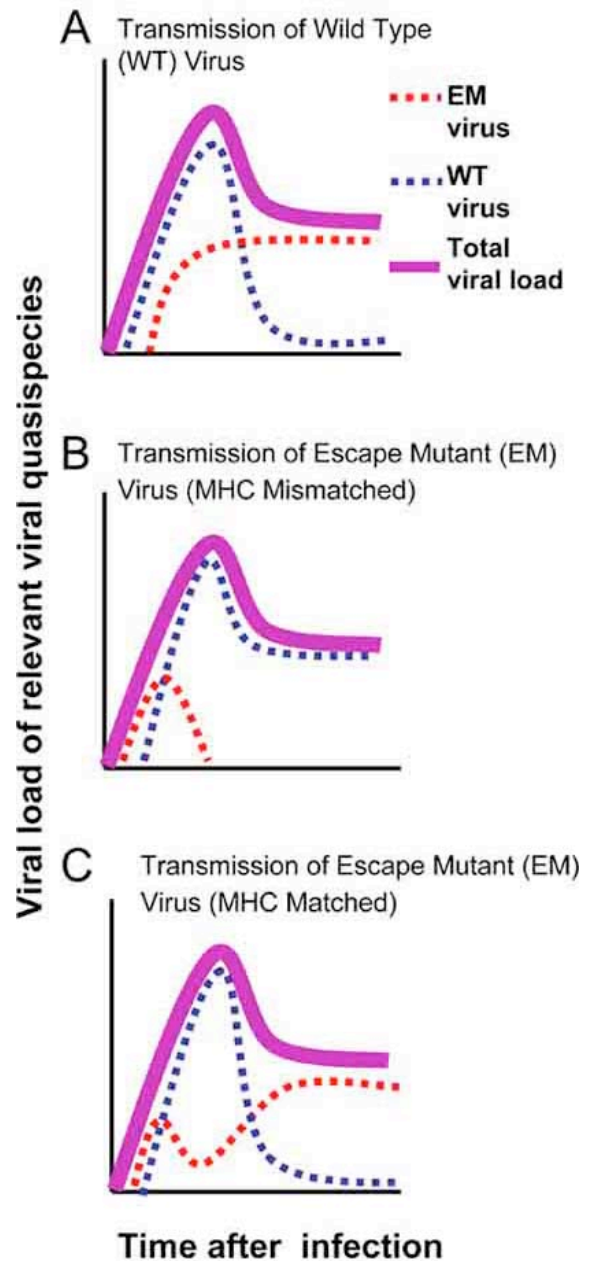 A
Transmission of Wild Type
(WT) Virus
EM
virus
WT
virus
Total
viral load
Viral load of relevant viral quasispecies
B
Transmission of Escape Mutant (EM)
Virus (MHC Mismatched)
C
Transmission of Escape Mutant (EM)
Virus (MHC Matched)
Time after infection